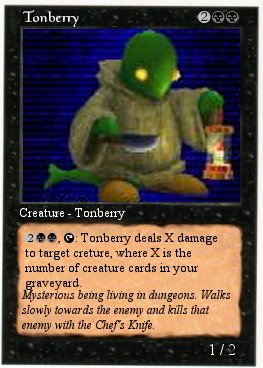 Tonberry 2
Creature - Tonberry
2 , : Tonberry deals X damage
to target creture, where X is the
number of creature cards in your
graveyard.
Mysterious being living in dungeons. Walks
slowly towards the enemy and kills that
enemy with the Chef's Knife.
1/2